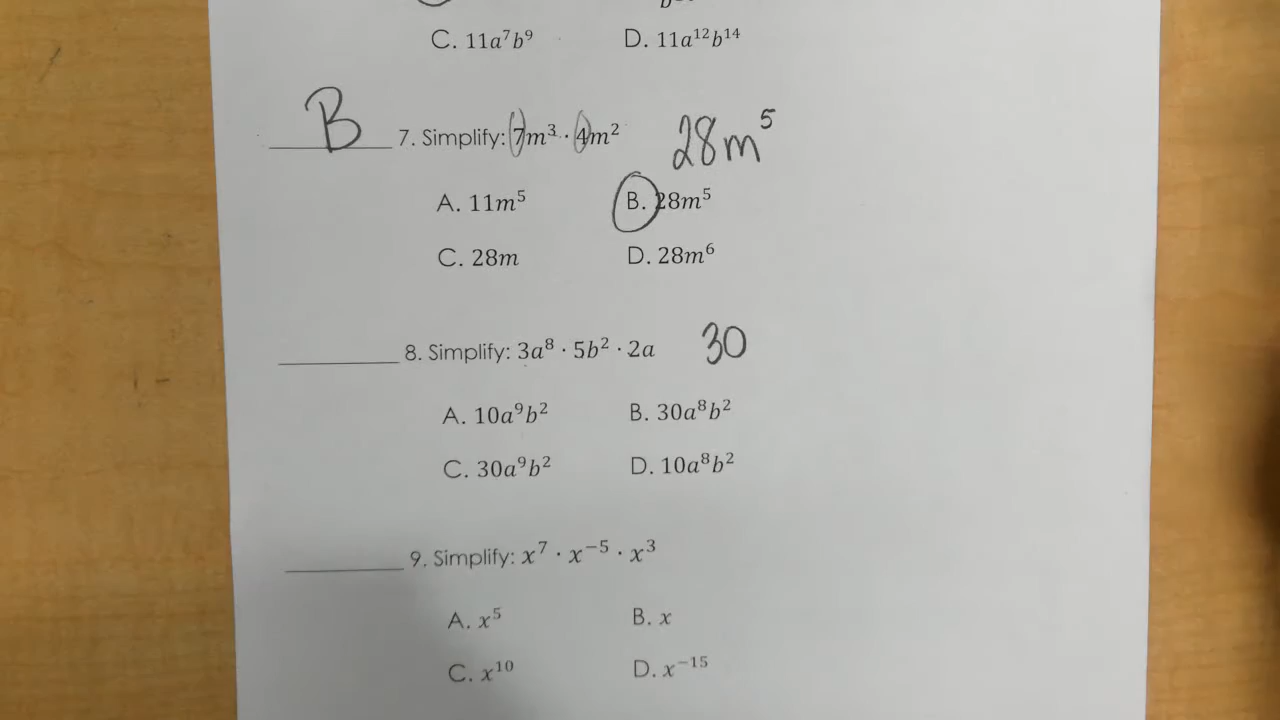 C. 11a⁷b⁹ D. 11a¹²b¹⁴
B 7. Simplify: 7m³ · 4m² 28m⁵
A. 11m⁵ B. 28m⁵
C. 28m D. 28m⁶
8. Simplify: 3a⁸ · 5b² · 2a 30
A. 10a⁹b² B. 30a⁸b²
C. 30a⁹b² D. 10a⁸b²
9. Simplify: x⁷ · x⁻⁵ · x³
A. x⁵ B. x
C. x¹⁰ D. x⁻¹⁵